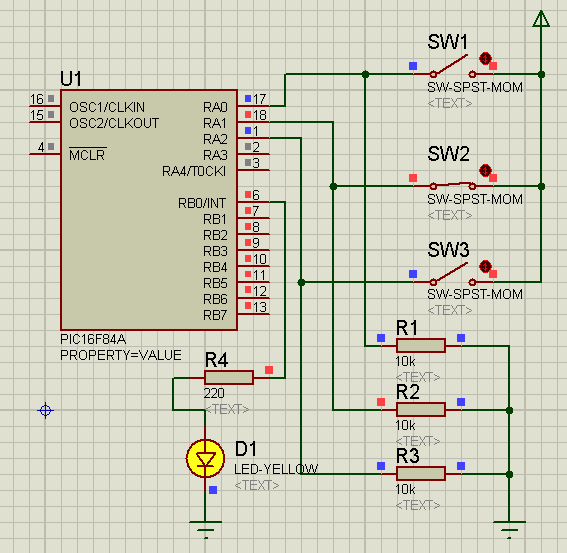 U1
16
OSC1/CLKIN
15
OSC2/CLKOUT
4
MCLR
RA0
17
RA1
18
RA2
1
RA3
2
RA4/T0CKI
3
RB0/INT
6
RB1
7
RB2
8
RB3
9
RB4
10
RB5
11
RB6
12
RB7
13
PIC16F84A
PROPERTY=VALUE
SW1
SW-SPST-MOM
<TEXT>
SW2
SW-SPST-MOM
<TEXT>
SW3
SW-SPST-MOM
<TEXT>
R1
10k
<TEXT>
R2
10k
<TEXT>
R3
10k
<TEXT>
R4
220
<TEXT>
D1
LED-YELLOW
<TEXT>